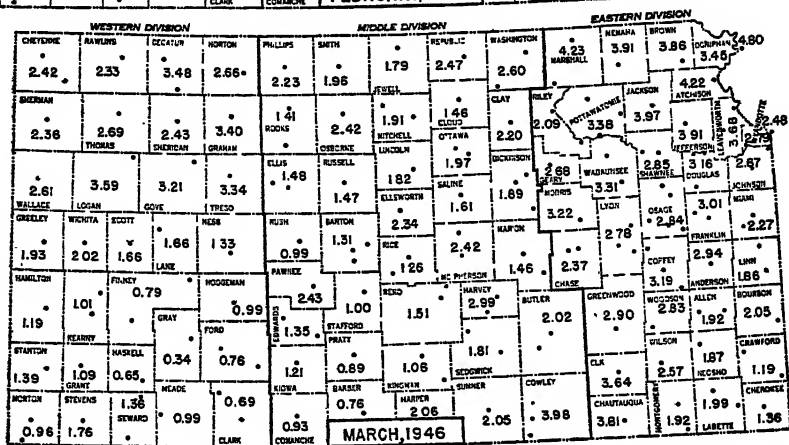 CLARK COMANCHE
WESTERN DIVISION MIDDLE DIVISION EASTERN DIVISION
CHEYENNE RAWLINS DECATUR NORTON PHILLIPS SMITH REPUBLIC WASHINGTON NEMAHA BROWN DONIPHAN
2.42 2.33 3.48 2.66 2.23 1.96 1.79 2.47 2.60 4.23 3.91 3.86 3.45 4.80
JEWELL MARSHALL
SHERMAN ROOKS CLAY RILEY POTTAWATOMIE JACKSON ATCHISON
2.36 2.69 2.43 3.40 1.41 2.42 1.91 1.46 2.20 2.09 3.38 3.97 4.22 3.91 3.68 2.48
THOMAS SHERIDAN GRAHAM OSBORNE MITCHELL CLOUD JEFFERSON LEAVENWORTH WYANDOTTE
ELLIS RUSSELL LINCOLN OTTAWA DICKINSON GEARY WABAUNSEE SHAWNEE DOUGLAS JOHNSON
2.61 3.59 3.21 3.34 1.48 1.47 1.82 1.97 1.89 2.68 3.31 2.85 3.16 2.67
WALLACE LOGAN GOVE TREGO ELLSWORTH SALINE MORRIS LYON OSAGE FRANKLIN MIAMI
2.34 1.61 3.22 2.78 2.84 3.01 2.27
GREELEY WICHITA SCOTT LANE NESS RUSH BARTON RICE MC PHERSON MARION CHASE COFFEY ANDERSON LINN
1.93 2.02 1.66 1.66 1.33 0.99 1.31 1.26 2.42 1.46 2.37 3.19 2.94 1.86
HAMILTON KEARNY FINNEY HODGEMAN PAWNEE STAFFORD RENO HARVEY BUTLER GREENWOOD WOODSON ALLEN BOURBON
1.19 1.01 0.79 0.99 2.43 1.00 1.51 2.99 2.02 2.90 2.83 1.92 2.05
GRAY FORD EDWARDS PRATT SEDGWICK ELK WILSON NEOSHO CRAWFORD
0.34 0.76 1.35 0.89 1.81 3.64 2.57 1.87 1.19
STANTON GRANT HASKELL KIOWA KINGMAN
1.39 1.09 0.65 1.21 1.06
MORTON STEVENS SEWARD MEADE CLARK COMANCHE BARBER HARPER SUMNER COWLEY CHAUTAUQUA MONTGOMERY LABETTE CHEROKEE
0.96 1.76 1.36 0.99 0.69 0.93 0.76 2.06 2.05 3.98 3.81 1.92 1.99 1.36
MARCH, 1946